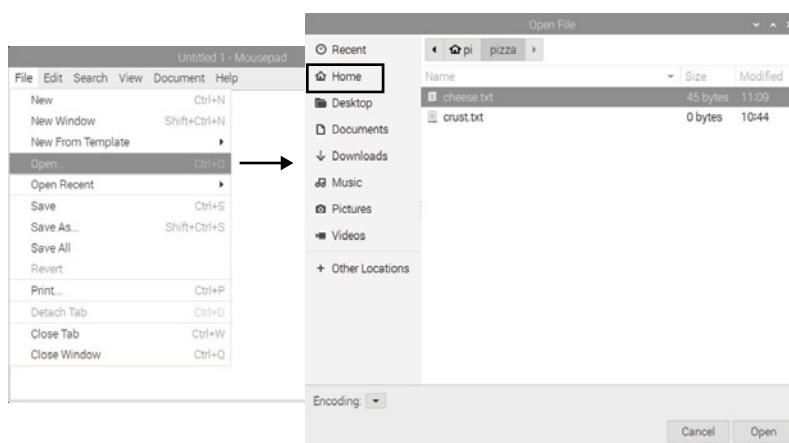 Untitled 1 - Mousepad
File Edit Search View Document Help
New Ctrl+N
New Window Shift+Ctrl+N
New From Template
Open... Ctrl+O
Open Recent
Save Ctrl+S
Save As... Shift+Ctrl+S
Save All
Revert
Print... Ctrl+P
Detach Tab Ctrl+D
Close Tab Ctrl+W
Close Window Ctrl+Q
Open File
Recent
Home
Desktop
Documents
Downloads
Music
Pictures
Videos
+ Other Locations
pi pizza
Name Size Modified
cheese.txt 45 bytes 11:09
crust.txt 0 bytes 10:44
Encoding:
Cancel Open